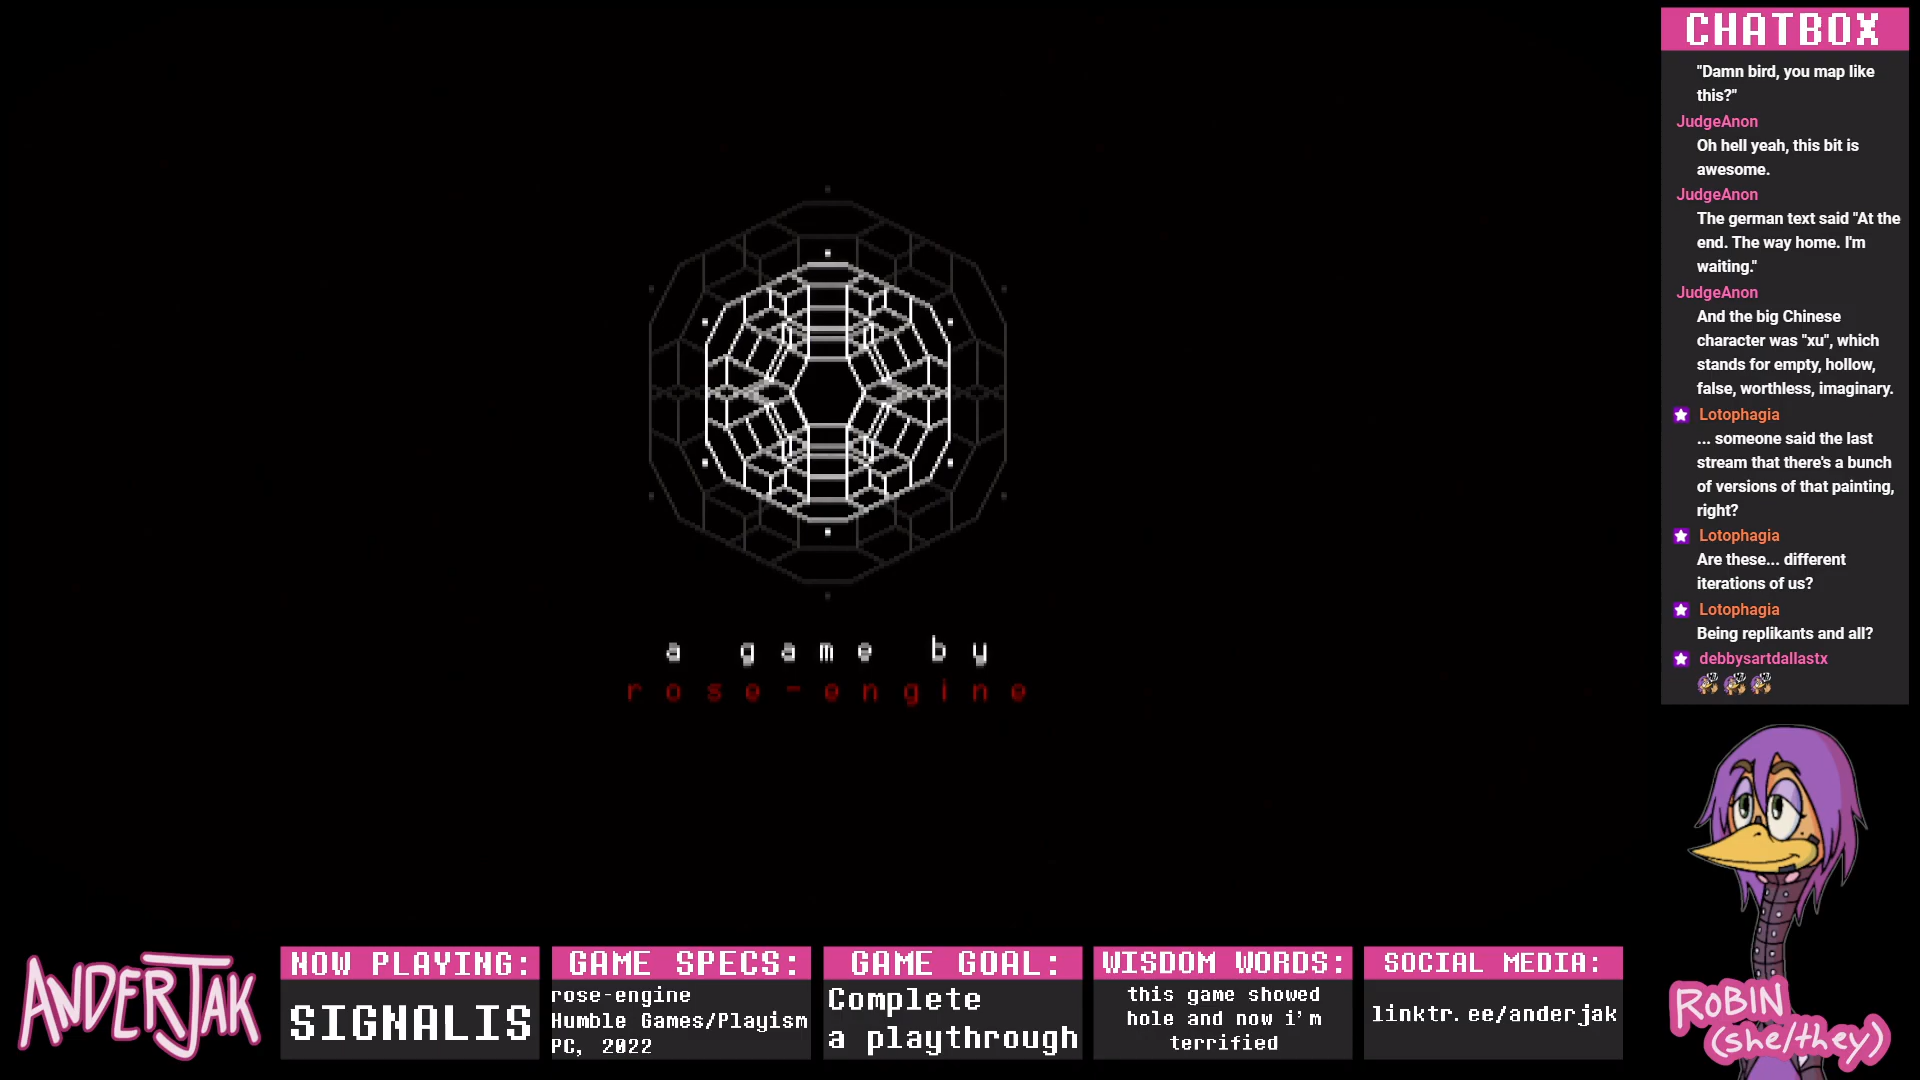 CHATBOX
"Damn bird, you map like
this?"
JudgeAnon
Oh hell yeah, this bit is
awesome.
JudgeAnon
The german text said "At the
end. The way home. I'm
waiting."
JudgeAnon
And the big Chinese
character was "xu", which
stands for empty, hollow,
false, worthless, imaginary.
Lotophagia
... someone said the last
stream that there's a bunch
of versions of that painting,
right?
Lotophagia
Are these... different
iterations of us?
Lotophagia
Being replikants and all?
debbysartdallastx
a game by
rose-engine
ANDERJAK
NOW PLAYING:
SIGNALIS
GAME SPECS:
rose-engine
Humble Games/Playism
PC, 2022
GAME GOAL:
Complete
a playthrough
WISDOM WORDS:
this game showed
hole and now i'm
terrified
SOCIAL MEDIA:
linktr.ee/anderjak
ROBIN
(she/they)